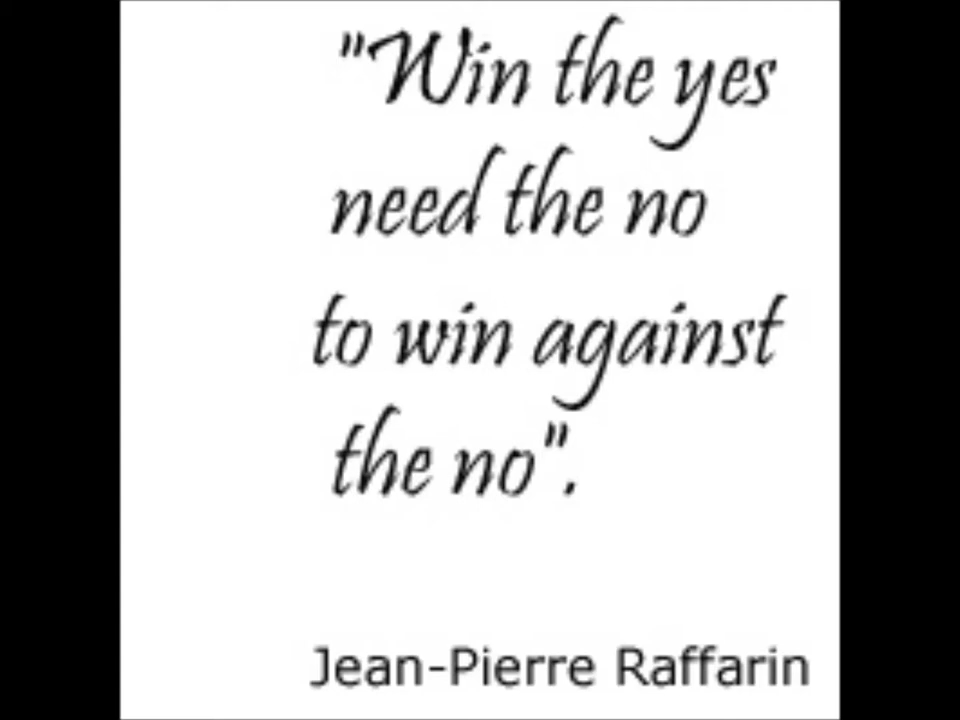 "Win the yes
need the no
to win against
the no".
Jean-Pierre Raffarin